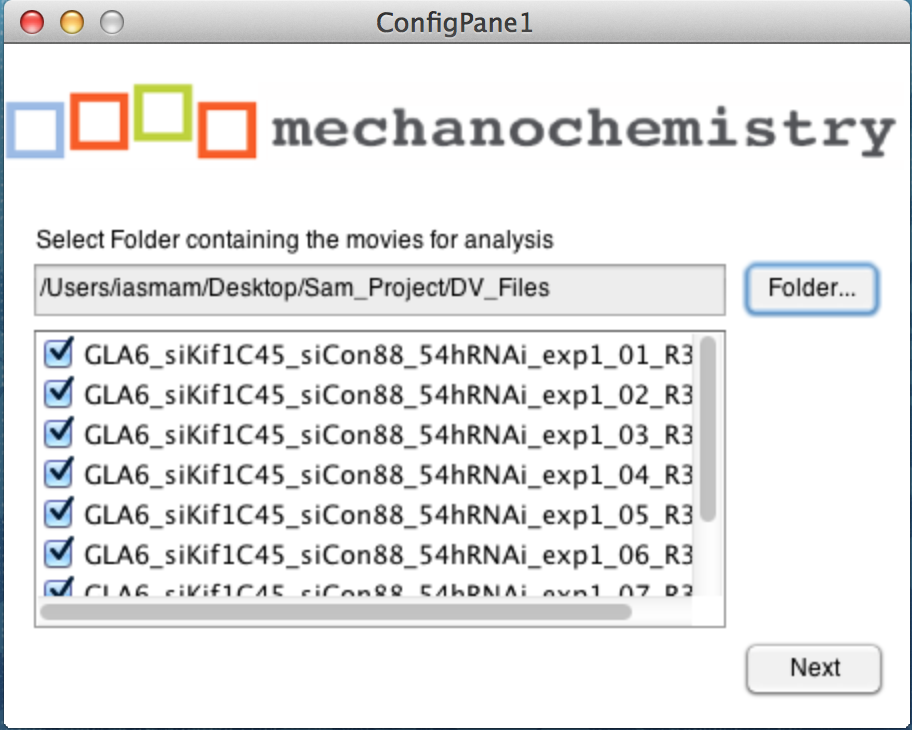 ConfigPane1
mechanochemistry
Select Folder containing the movies for analysis
/Users/iasmam/Desktop/Sam_Project/DV_Files
Folder...
GLA6_siKif1C45_siCon88_54hRNAi_exp1_01_R3
GLA6_siKif1C45_siCon88_54hRNAi_exp1_02_R3
GLA6_siKif1C45_siCon88_54hRNAi_exp1_03_R3
GLA6_siKif1C45_siCon88_54hRNAi_exp1_04_R3
GLA6_siKif1C45_siCon88_54hRNAi_exp1_05_R3
GLA6_siKif1C45_siCon88_54hRNAi_exp1_06_R3
GLA6_siKif1C45_siCon88_54hRNAi_exp1_07_R3
Next